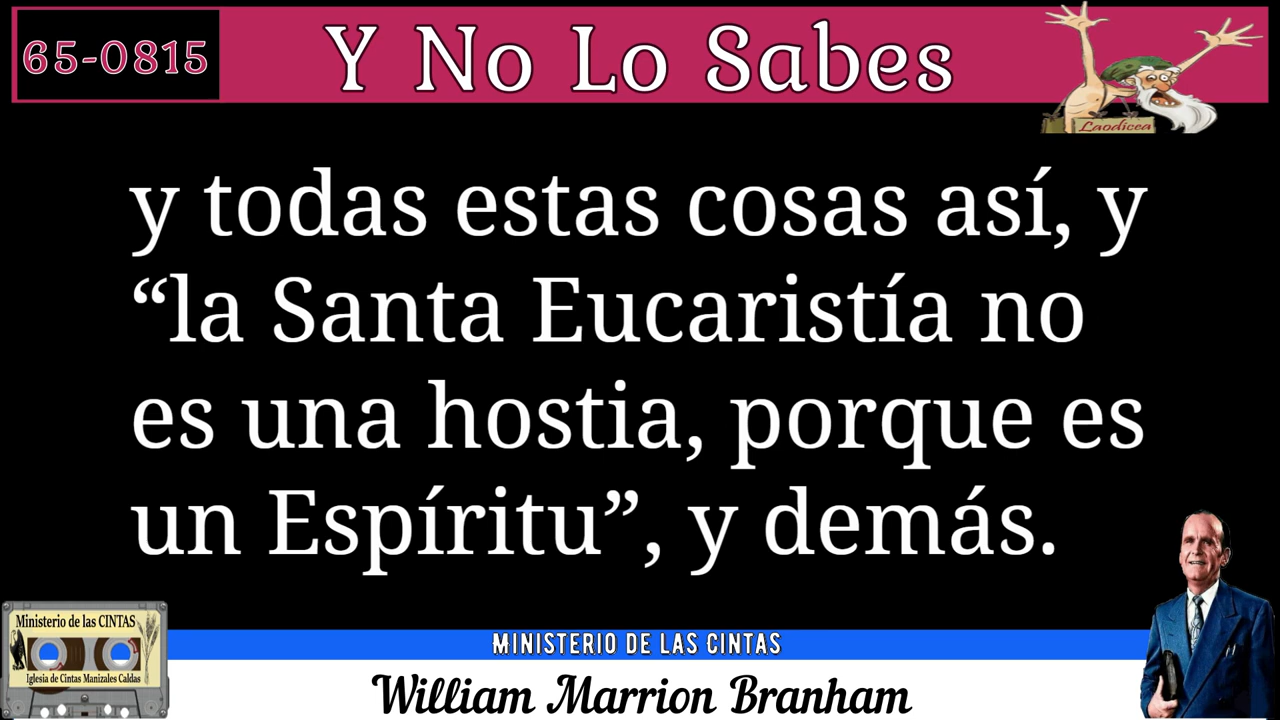 65-0815
Y No Lo Sabes
Laodicea
y todas estas cosas así, y
“la Santa Eucaristía no
es una hostia, porque es
un Espíritu”, y demás.
Ministerio de las CINTAS
Iglesia de Cintas Manizales Caldas
MINISTERIO DE LAS CINTAS
William Marrion Branham